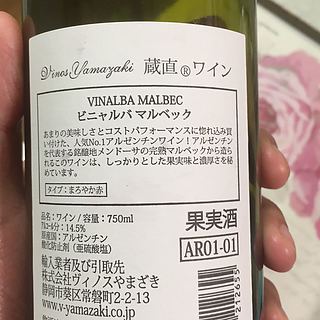 Vinos Yamazaki 蔵直®ワイン
VINALBA MALBEC
ビニャルバ マルベック
あまりの美味しさとコストパフォーマンスに惚れ込み買
い付けた、人気No.1アルゼンチンワイン！アルゼンチン
を代表する銘醸地メンドーサの完熟マルベックから造ら
れるこのワインは、しっかりとした果実味と濃厚さを秘
めています。
タイプ：まろやか赤
品名：ワイン / 容量：750ml
アルコール分：14.5%
原産国：アルゼンチン
酸化防止剤（亜硫酸塩）
果実酒
AR01-01
輸入業者及び引取先
株式会社ヴィノスやまざき
静岡市葵区常磐町2-2-13
v-yamazaki.co.jp
212655